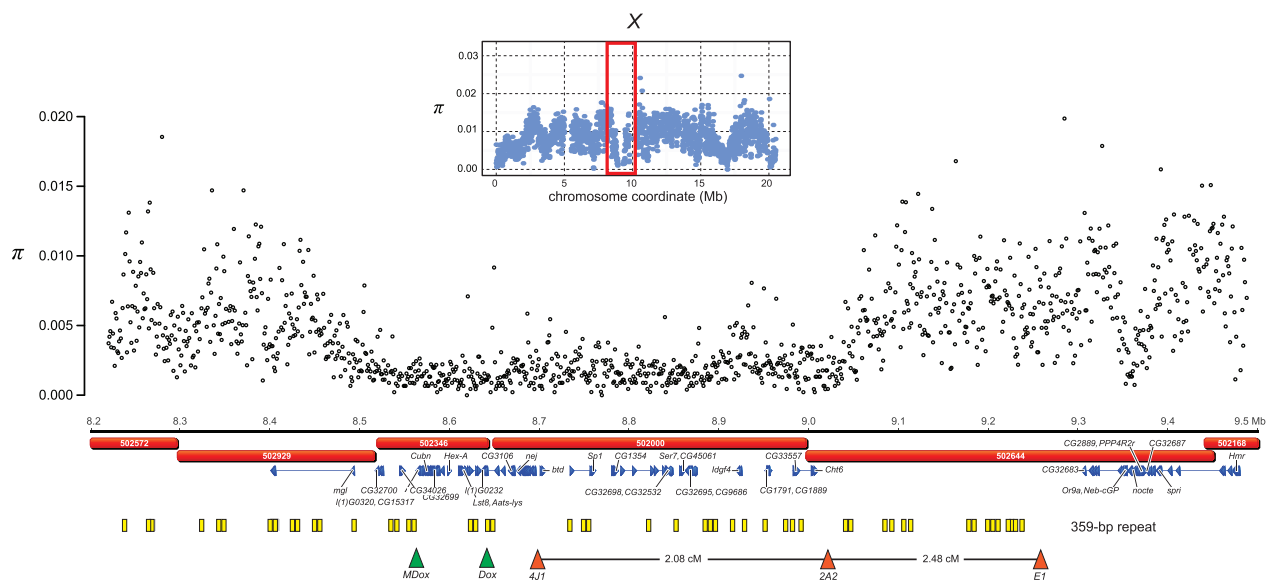 X
0.03
0.02
0.01
0.00
π
0 5 10 15 20
chromosome coordinate (Mb)
0.020
0.015
π
0.010
0.005
0.000
8.2 8.3 8.4 8.5 8.6 8.7 8.8 8.9 9.0 9.1 9.2 9.3 9.4 9.5 Mb
502572 502346 502000 CG2889, PPP4R2r CG32687 502168
502929 502644
Cubn Hex-A CG3106 nej Sp1 CG1354 Ser7, CG45061 CG33557 Hmr
btd Idgf4 Cht6 CG32683
mgl CG32700 CG34026 l(1)G0232 CG32698, CG32532 CG32695, CG9686 CG1791, CG1889 Or9a, Neb-cGP nocte spri
l(1)G0320, CG15317 CG32699 Lst8, Aats-lys
359-bp repeat
2.08 cM 2.48 cM
MDox Dox 4J1 2A2 E1